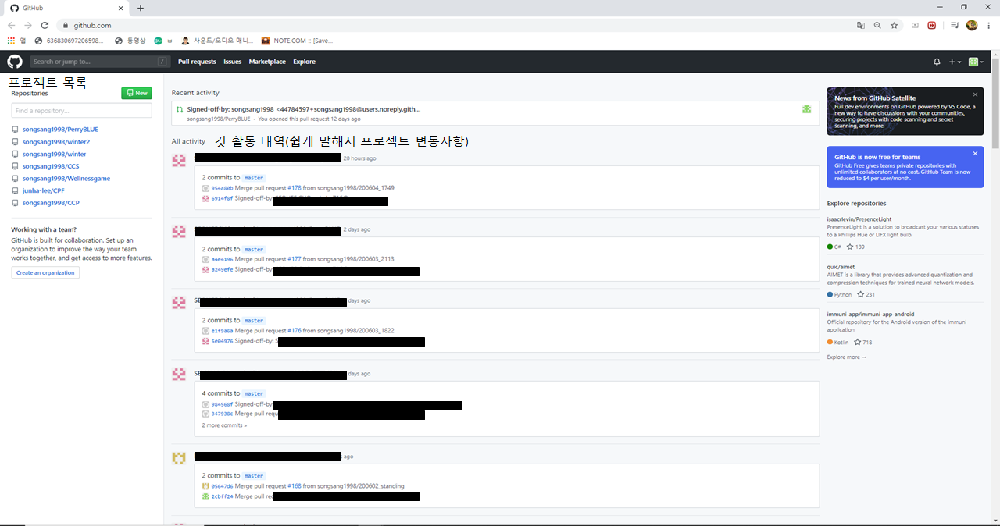 GitHub
github.com
앱
636830697206598...
동영상
사운드/오디오 매니...
NOTE.COM :: [Save...
Search or jump to...
/
Pull requests
Issues
Marketplace
Explore
프로젝트 목록
Repositories
New
Find a repository...
songsang1998/PerryBLUE
songsang1998/winter2
songsang1998/winter
songsang1998/CCS
songsang1998/Wellnessgame
junha-lee/CPF
songsang1998/CCP
Working with a team?
GitHub is built for collaboration. Set up an
organization to improve the way your team
works together, and get access to more features.
Create an organization
Recent activity
Signed-off-by: songsang1998 <44784597+songsang1998@users.noreply.gith...
songsang1998/PerryBLUE · You opened this pull request 12 days ago
All activity
깃 활동 내역(쉽게 말해서 프로젝트 변동사항)
20 hours ago
2 commits to master
954a80b Merge pull request #178 from songsang1998/200604_1749
6914f8f Signed-off-by:
2 days ago
2 commits to master
a4e4196 Merge pull request #177 from songsang1998/200603_2113
a249efe Signed-off-by:
days ago
2 commits to master
e1f9a6a Merge pull request #176 from songsang1998/200603_1822
5e04976 Signed-off-by: S
days ago
4 commits to master
984568f Signed-off-by
347938c Merge pull requ
2 more commits »
ago
2 commits to master
05647d6 Merge pull request #168 from songsang1998/200602_standing
2cbff24 Merge pull re
News from GitHub Satellite
Full dev environments on GitHub powered by VS Code, a
new way to have discussions with your communities,
securing projects with code scanning and secret
scanning, and more.
GitHub is now free for teams
GitHub Free gives teams private repositories with
unlimited collaborators at no cost. GitHub Team is now
reduced to $4 per user/month.
Explore repositories
isaacrlevin/PresenceLight
PresenceLight is a solution to broadcast your various statuses
to a Philips Hue or LIFX light bulb.
C# 139
quic/aimet
AIMET is a library that provides advanced quantization and
compression techniques for trained neural network models.
Python 231
immuni-app/immuni-app-android
Official repository for the Android version of the immuni
application
Kotlin 718
Explore more →